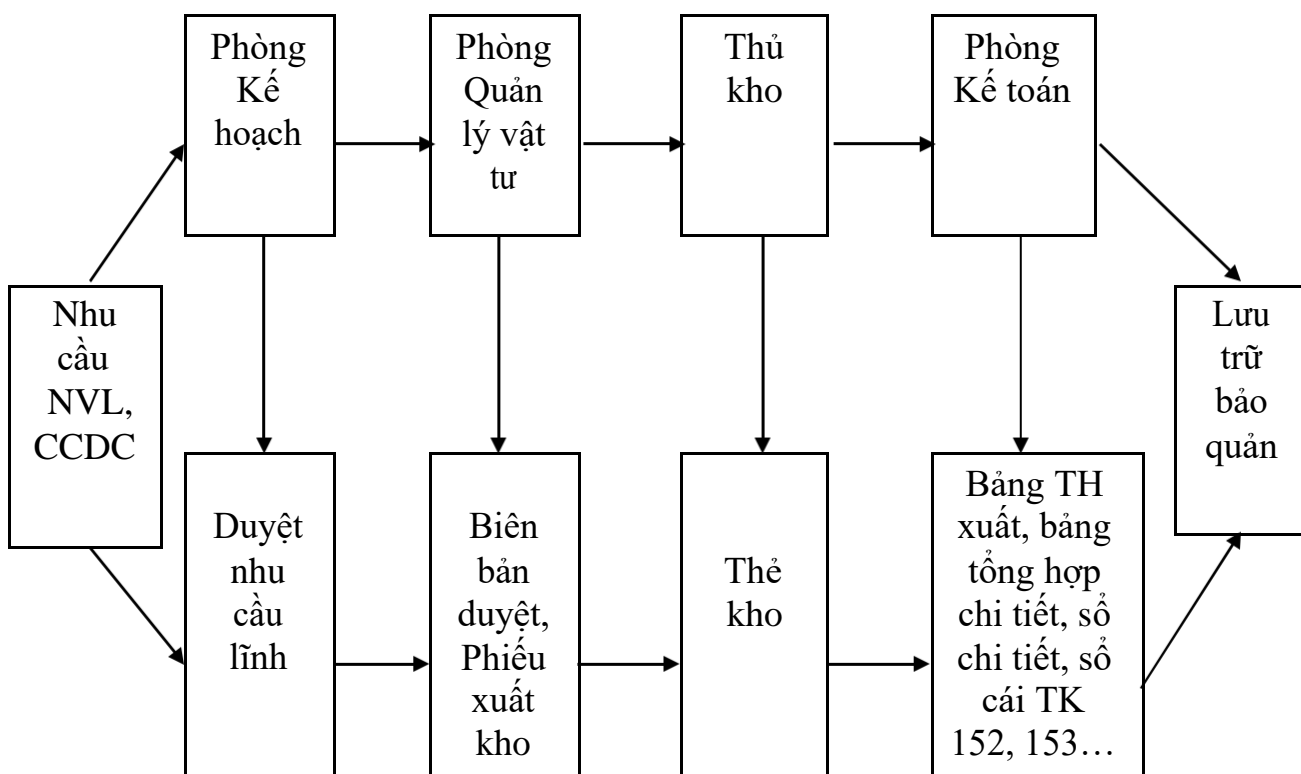 Phòng
Kế
hoạch
Phòng
Quản
lý vật
tư
Thủ
kho
Phòng
Kế toán
Nhu
cầu
NVL,
CCDC
Lưu
trữ
bảo
quản
Duyệt
nhu
cầu
lĩnh
Biên
bản
duyệt,
Phiếu
xuất
kho
Thẻ
kho
Bảng TH
xuất, bảng
tổng hợp
chi tiết, sổ
chi tiết, sổ
cái TK
152, 153…